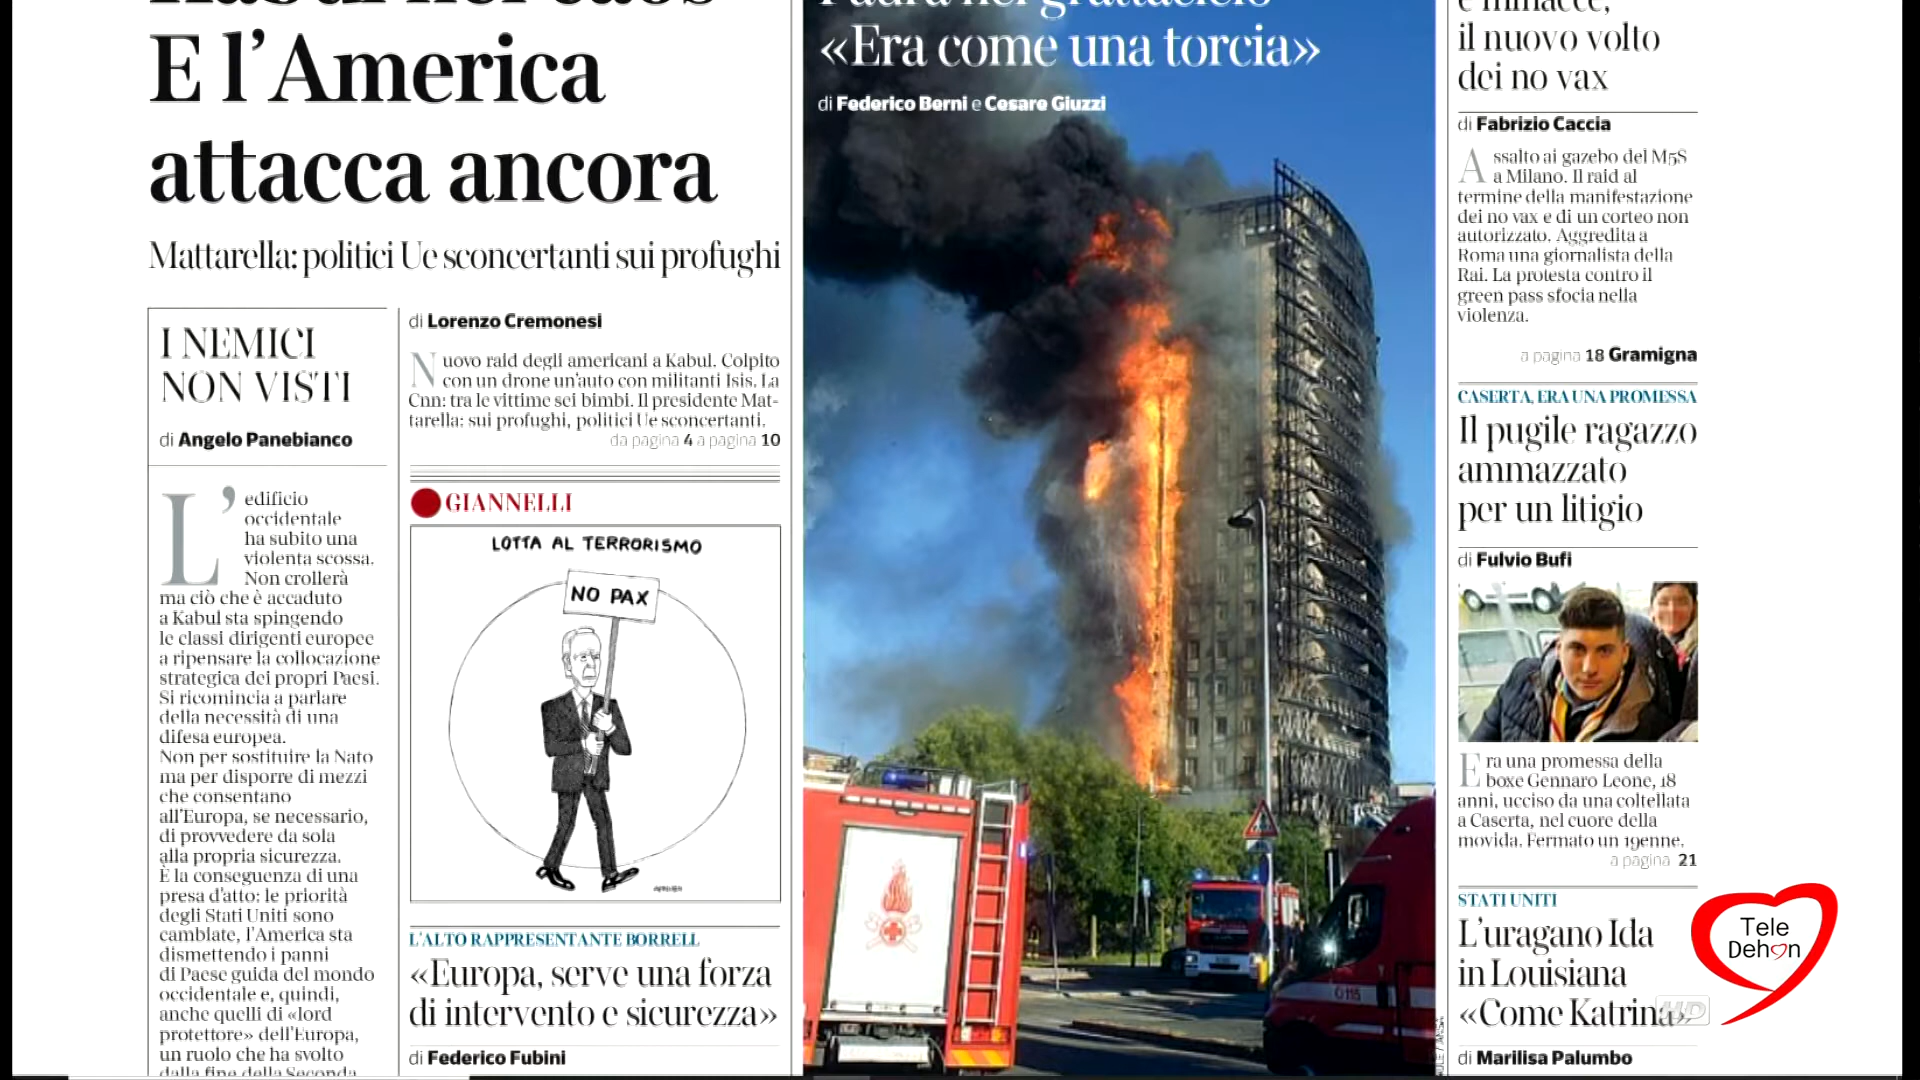 E l'America
attacca ancora
Mattarella: politici Ue sconcertanti sui profughi
I NEMICI
NON VISTI
di Angelo Panebianco
L'edificio
occidentale
ha subito una
violenta scossa.
Non crollerà
ma ciò che è accaduto
a Kabul sta spingendo
le classi dirigenti europee
a ripensare la collocazione
strategica dei propri Paesi.
Si ricomincia a parlare
della necessità di una
difesa europea.
Non per sostituire la Nato
ma per disporre di mezzi
che consentano
all'Europa, se necessario,
di provvedere da sola
alla propria sicurezza.
È la conseguenza di una
presa d'atto: le priorità
degli Stati Uniti sono
cambiate, l'America sta
dismettendo i panni
di Paese guida del mondo
occidentale e, quindi,
anche quelli di «lord
protettore» dell'Europa,
un ruolo che ha svolto
dalla fine della Seconda
di Lorenzo Cremonesi
Nuovo raid degli americani a Kabul. Colpito
con un drone un'auto con militanti Isis. La
Cnn: tra le vittime sei bimbi. Il presidente Mat-
tarella: sui profughi, politici Ue sconcertanti.
da pagina 4 a pagina 10
GIANNELLI
LOTTA AL TERRORISMO
NO PAX
L'ALTO RAPPRESENTANTE BORRELL
«Europa, serve una forza
di intervento e sicurezza»
di Federico Fubini
Paura nel grattacielo
«Era come una torcia»
di Federico Berni e Cesare Giuzzi
115
e minacce,
il nuovo volto
dei no vax
di Fabrizio Caccia
Assalto ai gazebo del M5S
a Milano. Il raid al
termine della manifestazione
dei no vax e di un corteo non
autorizzato. Aggredita a
Roma una giornalista della
Rai. La protesta contro il
green pass sfocia nella
violenza.
a pagina 18 Gramigna
CASERTA, ERA UNA PROMESSA
Il pugile ragazzo
ammazzato
per un litigio
di Fulvio Bufi
Era una promessa della
boxe Gennaro Leone, 18
anni, ucciso da una coltellata
a Caserta, nel cuore della
movida. Fermato un 19enne.
a pagina 21
STATI UNITI
L'uragano Ida
in Louisiana
«Come Katrina»
di Marilisa Palumbo
Tele
Dehon
HD